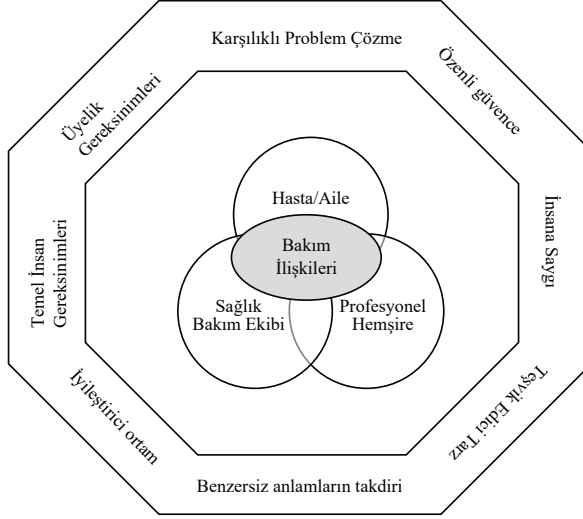 Karşılıklı Problem Çözme
Özenli güvence
İnsana Saygı
Teşvik Edici Tarz
Benzersiz anlamların takdiri
İyileştirici ortam
Temel İnsan
Gereksinimleri
Üyelik
Gereksinimleri
Hasta/Aile
Bakım
İlişkileri
Sağlık
Bakım Ekibi
Profesyonel
Hemşire